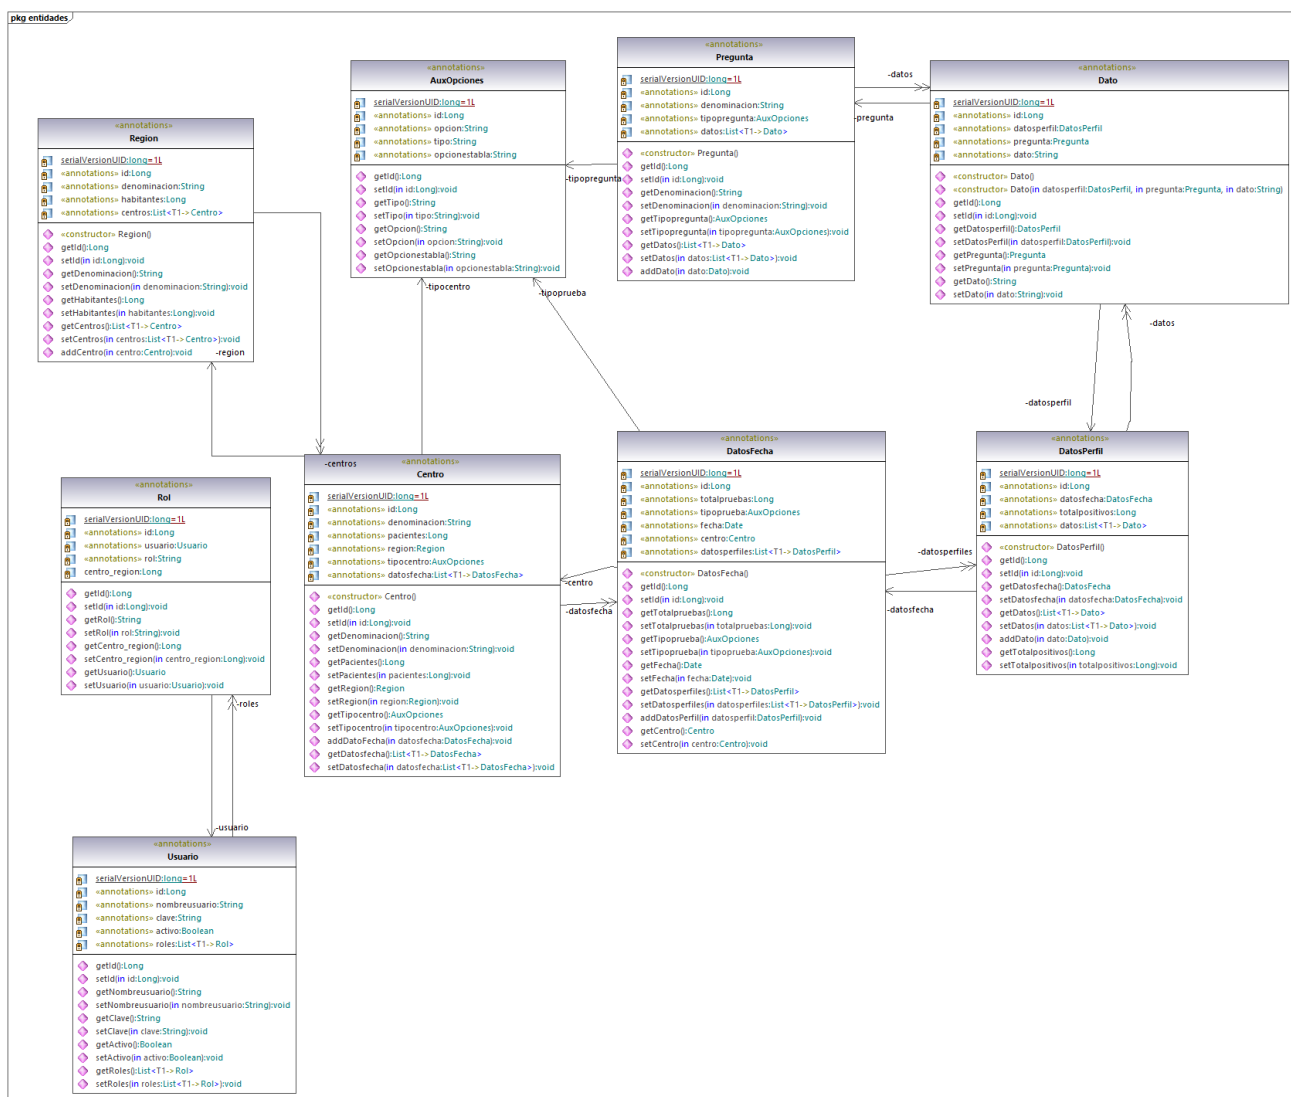 pkg entidades
«annotations»
Region
serialVersionUID:long=1L
«annotations» id:Long
«annotations» denominacion:String
«annotations» habitantes:Long
«annotations» centros:List<T1->Centro>
«constructor» Region()
getId():Long
setId(in id:Long):void
getDenominacion():String
setDenominacion(in denominacion:String):void
getHabitantes():Long
setHabitantes(in habitantes:Long):void
getCentros():List<T1->Centro>
setCentros(in centros:List<T1->Centro>):void
addCentro(in centro:Centro):void
-region
«annotations»
AuxOpciones
serialVersionUID:long=1L
«annotations» id:Long
«annotations» opcion:String
«annotations» tipo:String
«annotations» opcionestabla:String
getId():Long
setId(in id:Long):void
getTipo():String
setTipo(in tipo:String):void
getOpcion():String
setOpcion(in opcion:String):void
getOpcionestabla():String
setOpcionestabla(in opcionestabla:String):void
-tipocentro
-tipopregunta
-tipoprueba
«annotations»
Pregunta
serialVersionUID:long=1L
«annotations» id:Long
«annotations» denominacion:String
«annotations» tipopregunta:AuxOpciones
«annotations» datos:List<T1->Dato>
«constructor» Pregunta()
getId():Long
setId(in id:Long):void
getDenominacion():String
setDenominacion(in denominacion:String):void
getTipopregunta():AuxOpciones
setTipopregunta(in tipopregunta:AuxOpciones):void
getDatos():List<T1->Dato>
setDatos(in datos:List<T1->Dato>):void
addDato(in dato:Dato):void
-datos
-pregunta
«annotations»
Dato
serialVersionUID:long=1L
«annotations» id:Long
«annotations» datosperfil:DatosPerfil
«annotations» pregunta:Pregunta
«annotations» dato:String
«constructor» Dato()
«constructor» Dato(in datosperfil:DatosPerfil, in pregunta:Pregunta, in dato:String)
getId():Long
setId(in id:Long):void
getDatosperfil():DatosPerfil
setDatosPerfil(in datosperfil:DatosPerfil):void
getPregunta():Pregunta
setPregunta(in pregunta:Pregunta):void
getDato():String
setDato(in dato:String):void
-datos
-datosperfil
«annotations»
Rol
serialVersionUID:long=1L
«annotations» id:Long
«annotations» usuario:Usuario
«annotations» rol:String
centro_region:Long
getId():Long
setId(in id:Long):void
getRol():String
setRol(in rol:String):void
getCentro_region():Long
setCentro_region(in centro_region:Long):void
getUsuario():Usuario
setUsuario(in usuario:Usuario):void
-roles
-usuario
-centros
«annotations»
Centro
serialVersionUID:long=1L
«annotations» id:Long
«annotations» denominacion:String
«annotations» pacientes:Long
«annotations» region:Region
«annotations» tipocentro:AuxOpciones
«annotations» datosfecha:List<T1->DatosFecha>
«constructor» Centro()
getId():Long
setId(in id:Long):void
getDenominacion():String
setDenominacion(in denominacion:String):void
getPacientes():Long
setPacientes(in pacientes:Long):void
getRegion():Region
setRegion(in region:Region):void
getTipocentro():AuxOpciones
setTipocentro(in tipocentro:AuxOpciones):void
addDatoFecha(in datosfecha:DatosFecha):void
getDatosfecha():List<T1->DatosFecha>
setDatosfecha(in datosfecha:List<T1->DatosFecha>):void
-centro
-datosfecha
«annotations»
DatosFecha
serialVersionUID:long=1L
«annotations» id:Long
«annotations» totalpruebas:Long
«annotations» tipoprueba:AuxOpciones
«annotations» fecha:Date
«annotations» centro:Centro
«annotations» datosperfiles:List<T1->DatosPerfil>
«constructor» DatosFecha()
getId():Long
setId(in id:Long):void
getTotalpruebas():Long
setTotalpruebas(in totalpruebas:Long):void
getTipoprueba():AuxOpciones
setTipoprueba(in tipoprueba:AuxOpciones):void
getFecha():Date
setFecha(in fecha:Date):void
getDatosperfiles():List<T1->DatosPerfil>
setDatosperfiles(in datosperfiles:List<T1->DatosPerfil>):void
addDatosPerfil(in datosperfil:DatosPerfil):void
getCentro():Centro
setCentro(in centro:Centro):void
-datosperfiles
-datosfecha
«annotations»
DatosPerfil
serialVersionUID:long=1L
«annotations» id:Long
«annotations» datosfecha:DatosFecha
«annotations» totalpositivos:Long
«annotations» datos:List<T1->Dato>
«constructor» DatosPerfil()
getId():Long
setId(in id:Long):void
getDatosfecha():DatosFecha
setDatosfecha(in datosfecha:DatosFecha):void
getDatos():List<T1->Dato>
setDatos(in datos:List<T1->Dato>):void
addDato(in dato:Dato):void
getTotalpositivos():Long
setTotalpositivos(in totalpositivos:Long):void
«annotations»
Usuario
serialVersionUID:long=1L
«annotations» id:Long
«annotations» nombreusuario:String
«annotations» clave:String
«annotations» activo:Boolean
«annotations» roles:List<T1->Rol>
getId():Long
setId(in id:Long):void
getNombreusuario():String
setNombreusuario(in nombreusuario:String):void
getClave():String
setClave(in clave:String):void
getActivo():Boolean
setActivo(in activo:Boolean):void
getRoles():List<T1->Rol>
setRoles(in roles:List<T1->Rol>):void